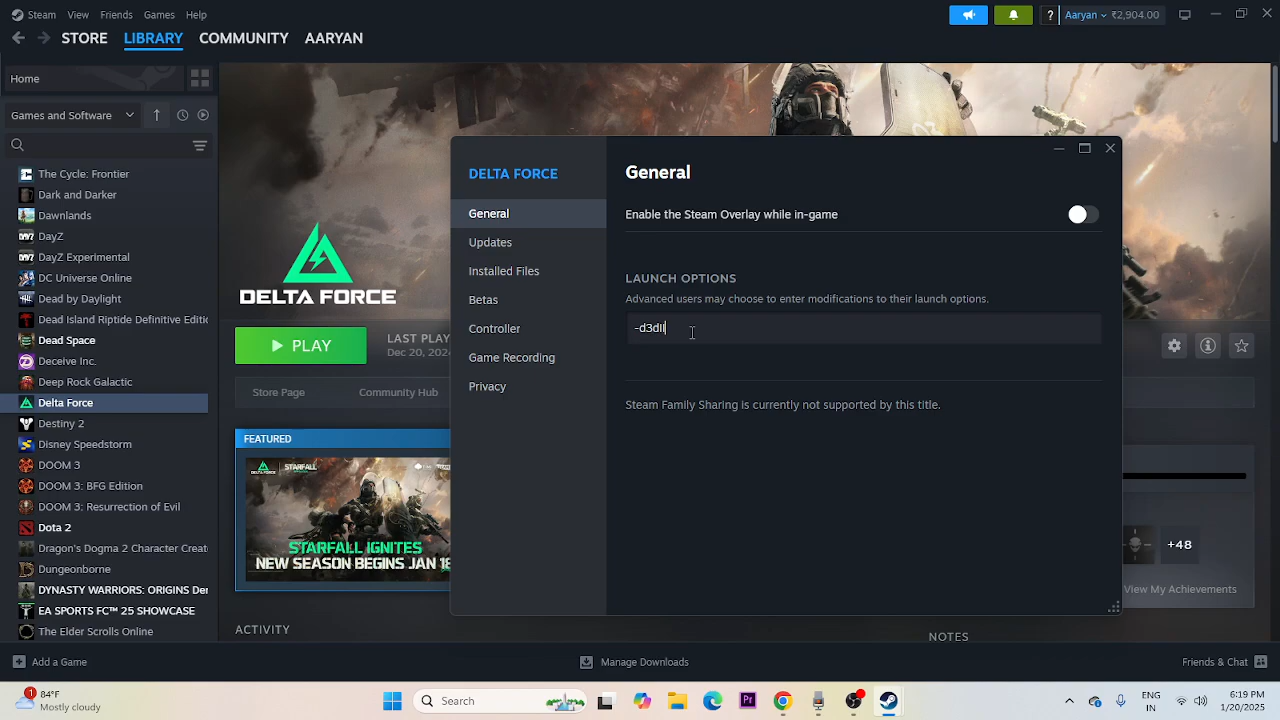 Steam View Friends Games Help
? Aaryan ₹2,904.00
STORE LIBRARY COMMUNITY AARYAN
Home
Games and Software
The Cycle: Frontier
Dark and Darker
Dawnlands
DayZ
DayZ Experimental
DC Universe Online
Dead by Daylight
Dead Island Riptide Definitive Editio
Dead Space
Deceive Inc.
Deep Rock Galactic
Delta Force
Destiny 2
Disney Speedstorm
DOOM 3
DOOM 3: BFG Edition
DOOM 3: Resurrection of Evil
Dota 2
Dragon's Dogma 2 Character Create
Dungeonborne
DYNASTY WARRIORS: ORIGINS De
EA SPORTS FC™ 25 SHOWCASE
The Elder Scrolls Online
Add a Game
DELTA FORCE
PLAY
LAST PLAY
Dec 20, 2024
Store Page
Community Hub
FEATURED
STARFALL
STARFALL IGNITES
NEW SEASON BEGINS JAN 18
ACTIVITY
NOTES
+48
View My Achievements
DELTA FORCE
General
Updates
Installed Files
Betas
Controller
Game Recording
Privacy
General
Enable the Steam Overlay while in-game
LAUNCH OPTIONS
Advanced users may choose to enter modifications to their launch options.
-d3dli
Steam Family Sharing is currently not supported by this title.
Manage Downloads
Friends & Chat
1
84°F
Mostly cloudy
Search
Pr
ENG
IN
6:19 PM
1/20/2025